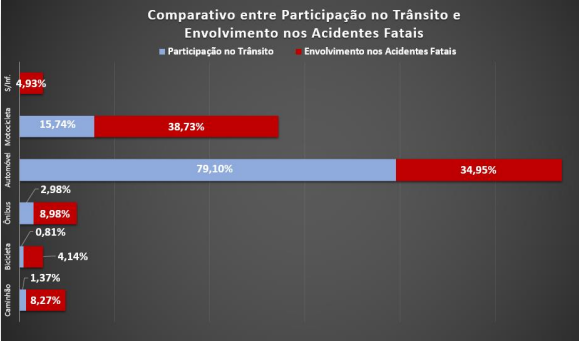 Comparativo entre Participação no Trânsito e
Envolvimento nos Acidentes Fatais
Participação no Trânsito Envolvimento nos Acidentes Fatais
S/Inf. 4,93%
Motocicleta 15,74% 38,73%
Automóvel 79,10% 34,95%
Ônibus 2,98% 8,98%
Bicicleta 0,81% 4,14%
Caminhão 1,37% 8,27%